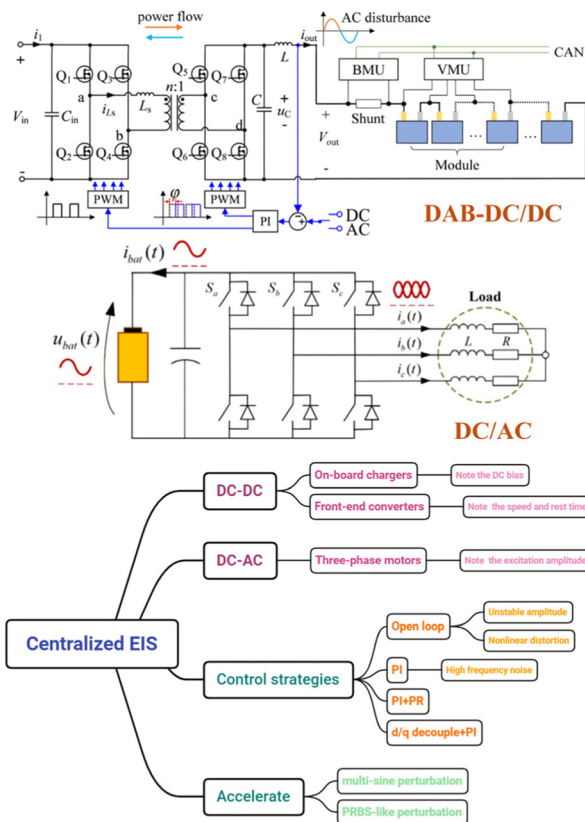 power flow
AC disturbance
i1
iout
L
CAN
Q1
Q3
Q5
Q7
BMU
VMU
n:1
a
iLs
Ls
c
C
+
uC
-
Vin
Cin
b
d
Vout
Shunt
Q2
Q4
Q6
Q8
Module
PWM
φ
PWM
PI
DC
AC
DAB-DC/DC
ibat(t)
Sa
Sb
Sc
ubat(t)
Load
ia(t)
L
R
ib(t)
ic(t)
DC/AC
Centralized EIS
DC-DC
On-board chargers
Note the DC bias
Front-end converters
Note the speed and rest time
DC-AC
Three-phase motors
Note the excitation amplitude
Control strategies
Open loop
Unstable amplitude
Nonlinear distortion
PI
High frequency noise
PI+PR
d/q decouple+PI
Accelerate
multi-sine perturbation
PRBS-like perturbation